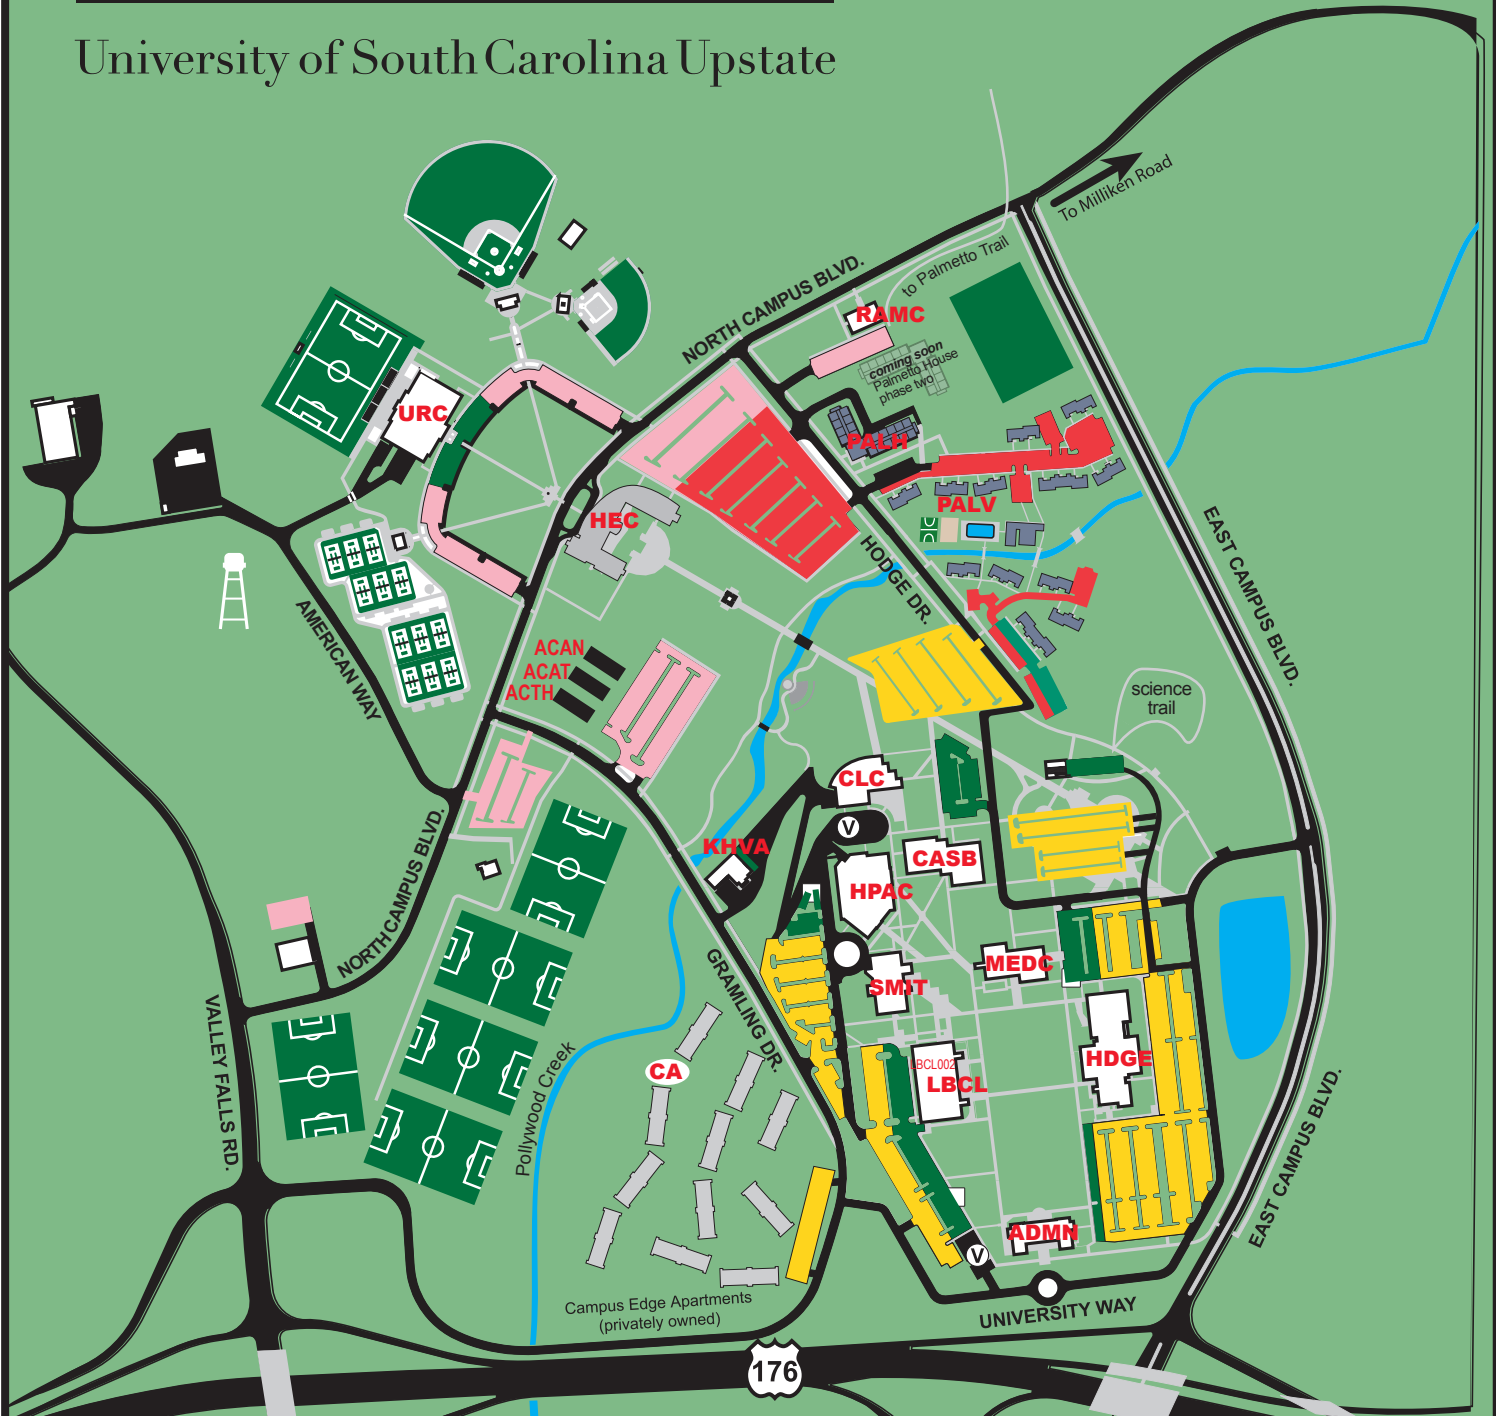 University of South Carolina Upstate
To Milliken Road
to Palmetto Trail
NORTH CAMPUS BLVD.
RAMC
coming soon
Palmetto House
phase two
URC
PALH
PALV
HEC
HODGE DR.
EAST CAMPUS BLVD.
AMERICAN WAY
ACAN
ACAT
ACTH
science
trail
CLC
V
KHVA
CASB
HPAC
NORTH CAMPUS BLVD.
MEDC
SMIT
GRAMLING DR.
VALLEY FALLS RD.
Pollywood Creek
CA
LBCL002
LBCL
HDGE
EAST CAMPUS BLVD.
ADMN
V
UNIVERSITY WAY
Campus Edge Apartments
(privately owned)
176